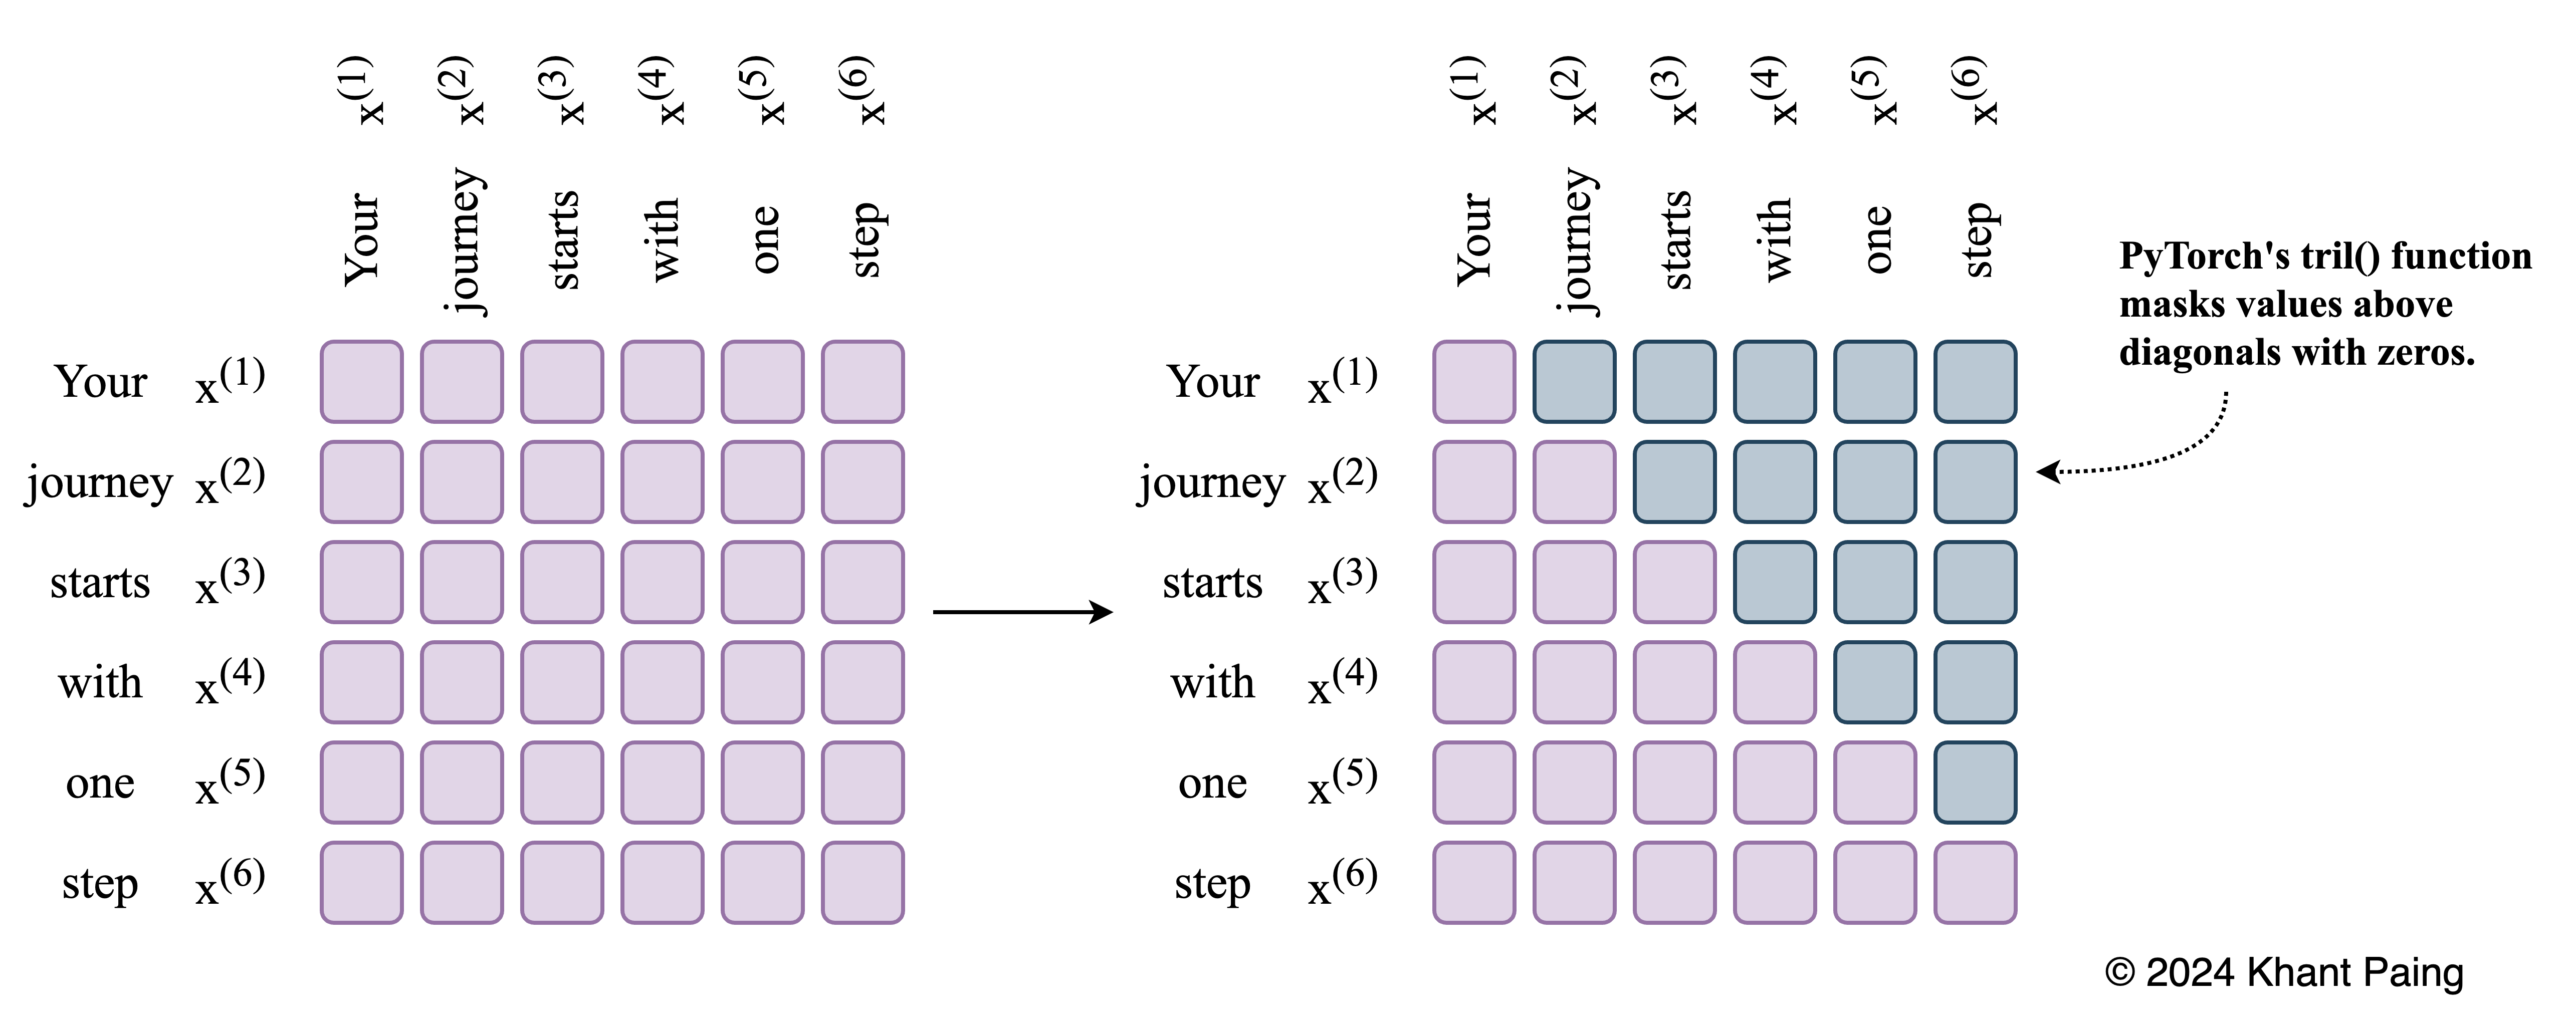 x(1) x(2) x(3) x(4) x(5) x(6)
Your journey starts with one step
Your x(1)
journey x(2)
starts x(3)
with x(4)
one x(5)
step x(6)
x(1) x(2) x(3) x(4) x(5) x(6)
Your journey starts with one step
Your x(1)
journey x(2)
starts x(3)
with x(4)
one x(5)
step x(6)
PyTorch's tril() function
masks values above
diagonals with zeros.
© 2024 Khant Paing